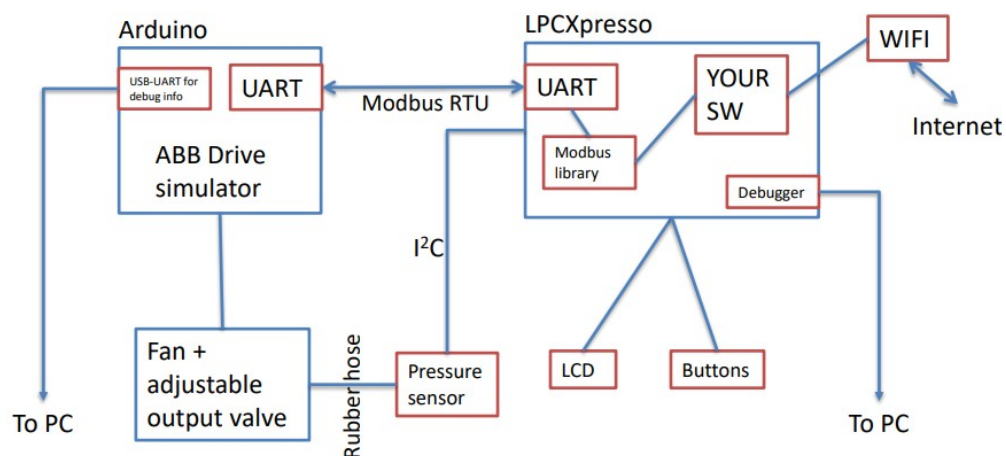 Arduino
USB-UART for
debug info
UART
ABB Drive
simulator
Modbus RTU
LPCXpresso
UART
Modbus
library
YOUR
SW
Debugger
WIFI
Internet
I²C
Fan +
adjustable
output valve
Rubber hose
Pressure
sensor
LCD
Buttons
To PC
To PC